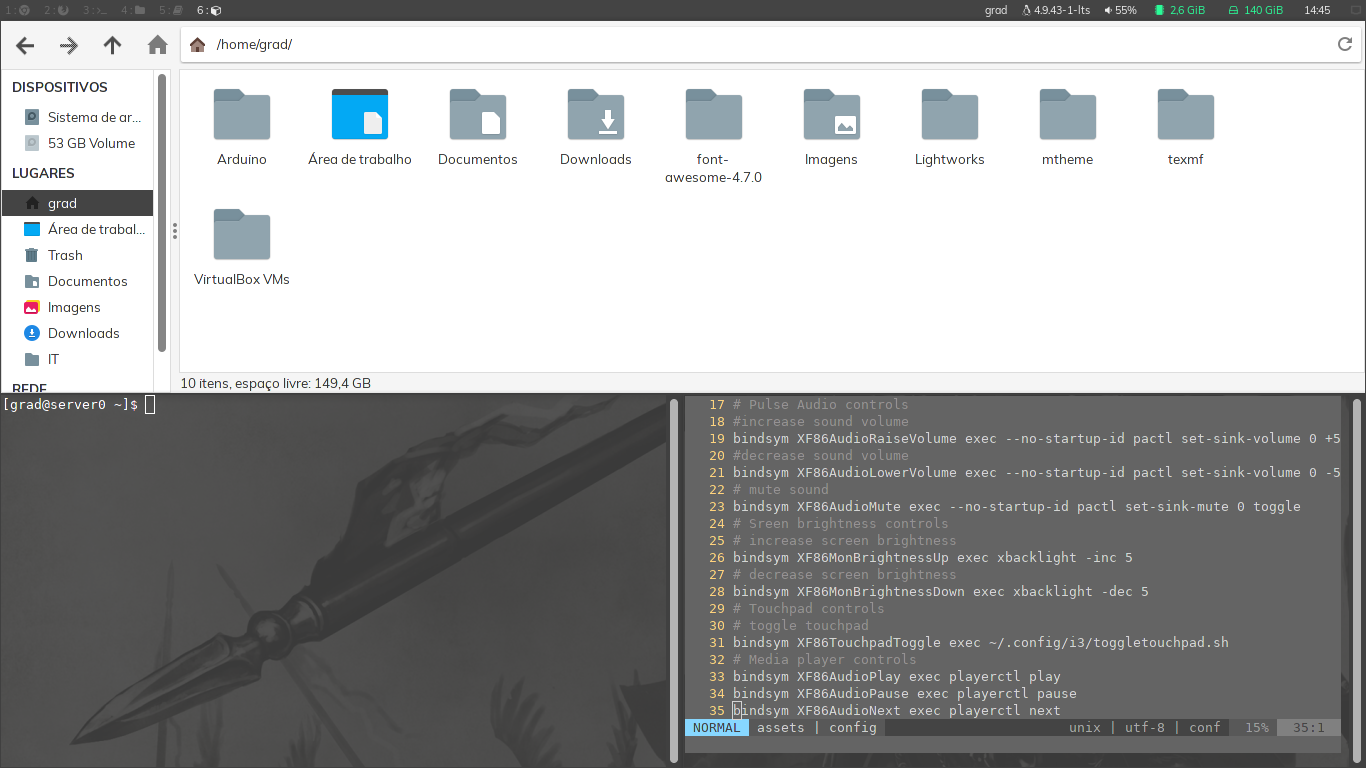 1: 2: 3: 4: 5: 6: grad 4.9.43-1-lts 55% 2,6 GiB 140 GiB 14:45
/home/grad/
DISPOSITIVOS
Sistema de ar...
53 GB Volume
LUGARES
grad
Área de trabal...
Trash
Documentos
Imagens
Downloads
IT
REDE
Arduino
Área de trabalho
Documentos
Downloads
font-
awesome-4.7.0
Imagens
Lightworks
mtheme
texmf
VirtualBox VMs
10 itens, espaço livre: 149,4 GB
[grad@server0 ~]$
17 # Pulse Audio controls
18 #increase sound volume
19 bindsym XF86AudioRaiseVolume exec --no-startup-id pactl set-sink-volume 0 +5
20 #decrease sound volume
21 bindsym XF86AudioLowerVolume exec --no-startup-id pactl set-sink-volume 0 -5
22 # mute sound
23 bindsym XF86AudioMute exec --no-startup-id pactl set-sink-mute 0 toggle
24 # Sreen brightness controls
25 # increase screen brightness
26 bindsym XF86MonBrightnessUp exec xbacklight -inc 5
27 # decrease screen brightness
28 bindsym XF86MonBrightnessDown exec xbacklight -dec 5
29 # Touchpad controls
30 # toggle touchpad
31 bindsym XF86TouchpadToggle exec ~/.config/i3/toggletouchpad.sh
32 # Media player controls
33 bindsym XF86AudioPlay exec playerctl play
34 bindsym XF86AudioPause exec playerctl pause
35 bindsym XF86AudioNext exec playerctl next
NORMAL assets | config unix | utf-8 | conf 15% 35:1